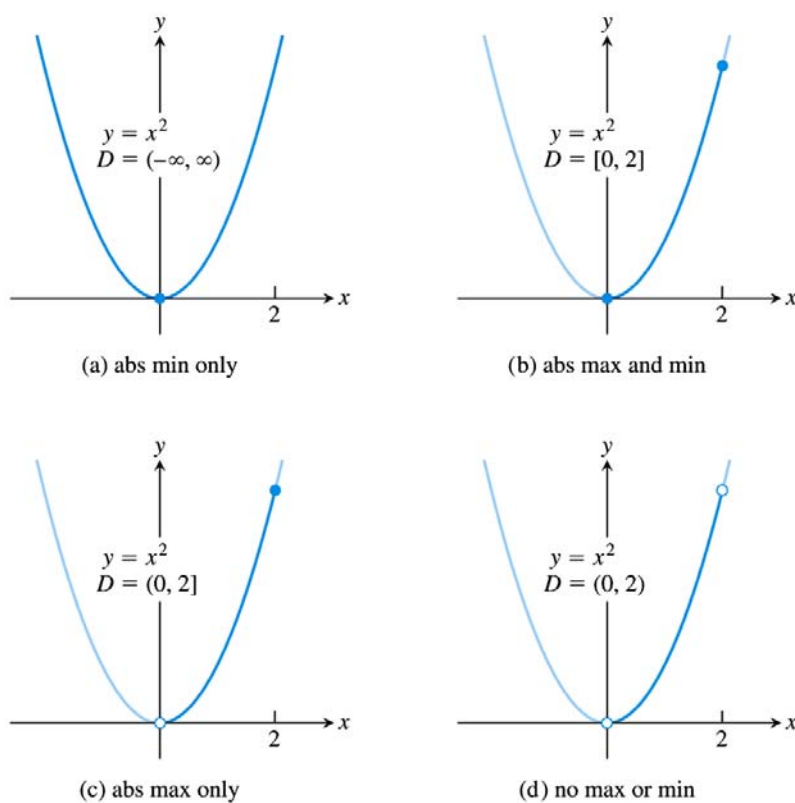 y
y = x²
D = (–∞, ∞)
x
2
(a) abs min only
y
y = x²
D = [0, 2]
x
2
(b) abs max and min
y
y = x²
D = (0, 2]
x
2
(c) abs max only
y
y = x²
D = (0, 2)
x
2
(d) no max or min